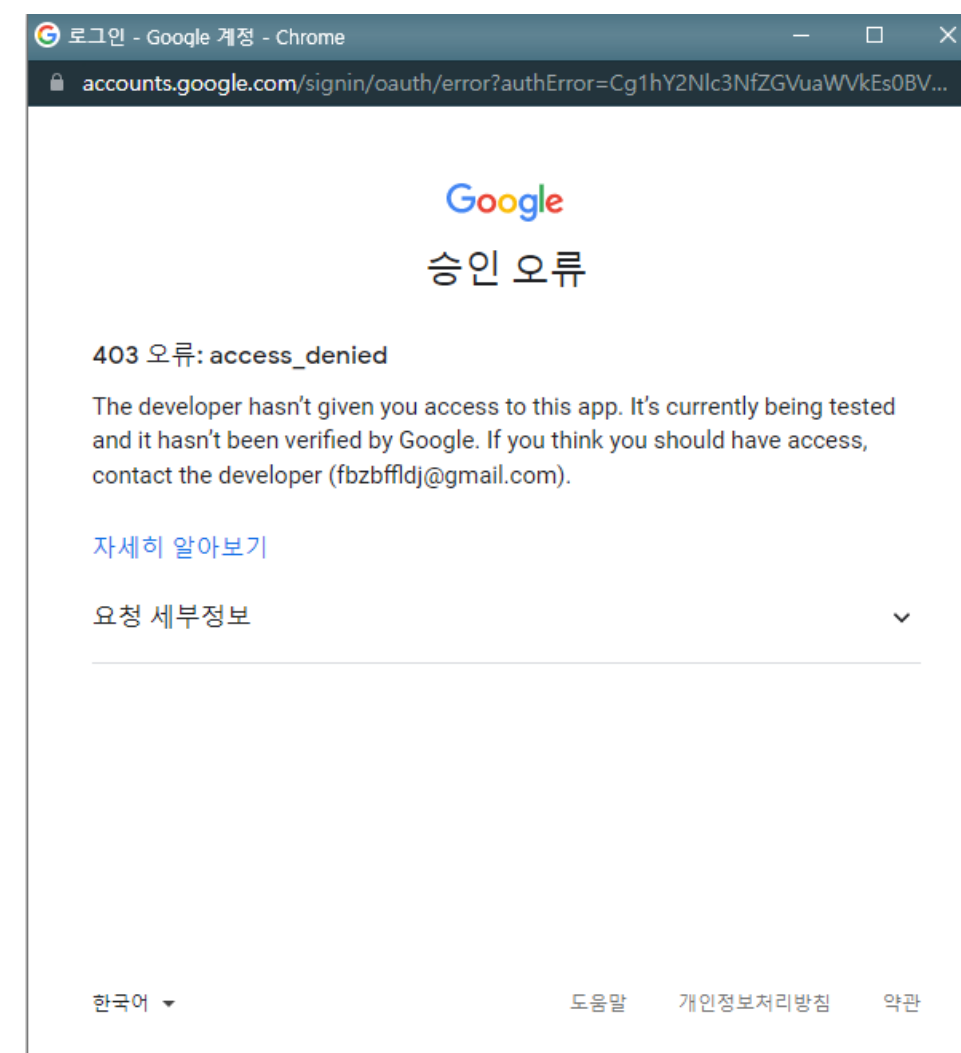 로그인 - Google 계정 - Chrome
accounts.google.com/signin/oauth/error?authError=Cg1hY2Nlc3NfZGVuaWVkEs0BV...
Google
승인 오류
403 오류: access_denied
The developer hasn't given you access to this app. It's currently being tested
and it hasn't been verified by Google. If you think you should have access,
contact the developer (fbzbffldj@gmail.com).
자세히 알아보기
요청 세부정보
한국어 도움말 개인정보처리방침 약관